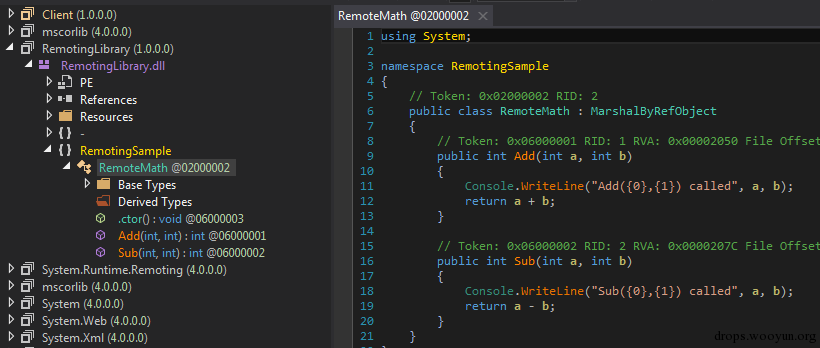 Client (1.0.0.0)
mscorlib (4.0.0.0)
RemotingLibrary (1.0.0.0)
RemotingLibrary.dll
PE
References
Resources
{ } -
{ } RemotingSample
RemoteMath @02000002
Base Types
Derived Types
.ctor() : void @06000003
Add(int, int) : int @06000001
Sub(int, int) : int @06000002
System.Runtime.Remoting (4.0.0.0)
mscorlib (4.0.0.0)
System (4.0.0.0)
System.Web (4.0.0.0)
System.Xml (4.0.0.0)
RemoteMath @02000002 ×
1 using System;
2
3 namespace RemotingSample
4 {
5 // Token: 0x02000002 RID: 2
6 public class RemoteMath : MarshalByRefObject
7 {
8 // Token: 0x06000001 RID: 1 RVA: 0x00002050 File Offset
9 public int Add(int a, int b)
10 {
11 Console.WriteLine("Add({0},{1}) called", a, b);
12 return a + b;
13 }
14
15 // Token: 0x06000002 RID: 2 RVA: 0x0000207C File Offset
16 public int Sub(int a, int b)
17 {
18 Console.WriteLine("Sub({0},{1}) called", a, b);
19 return a - b;
20 }
21 }
drops.wooyun.org